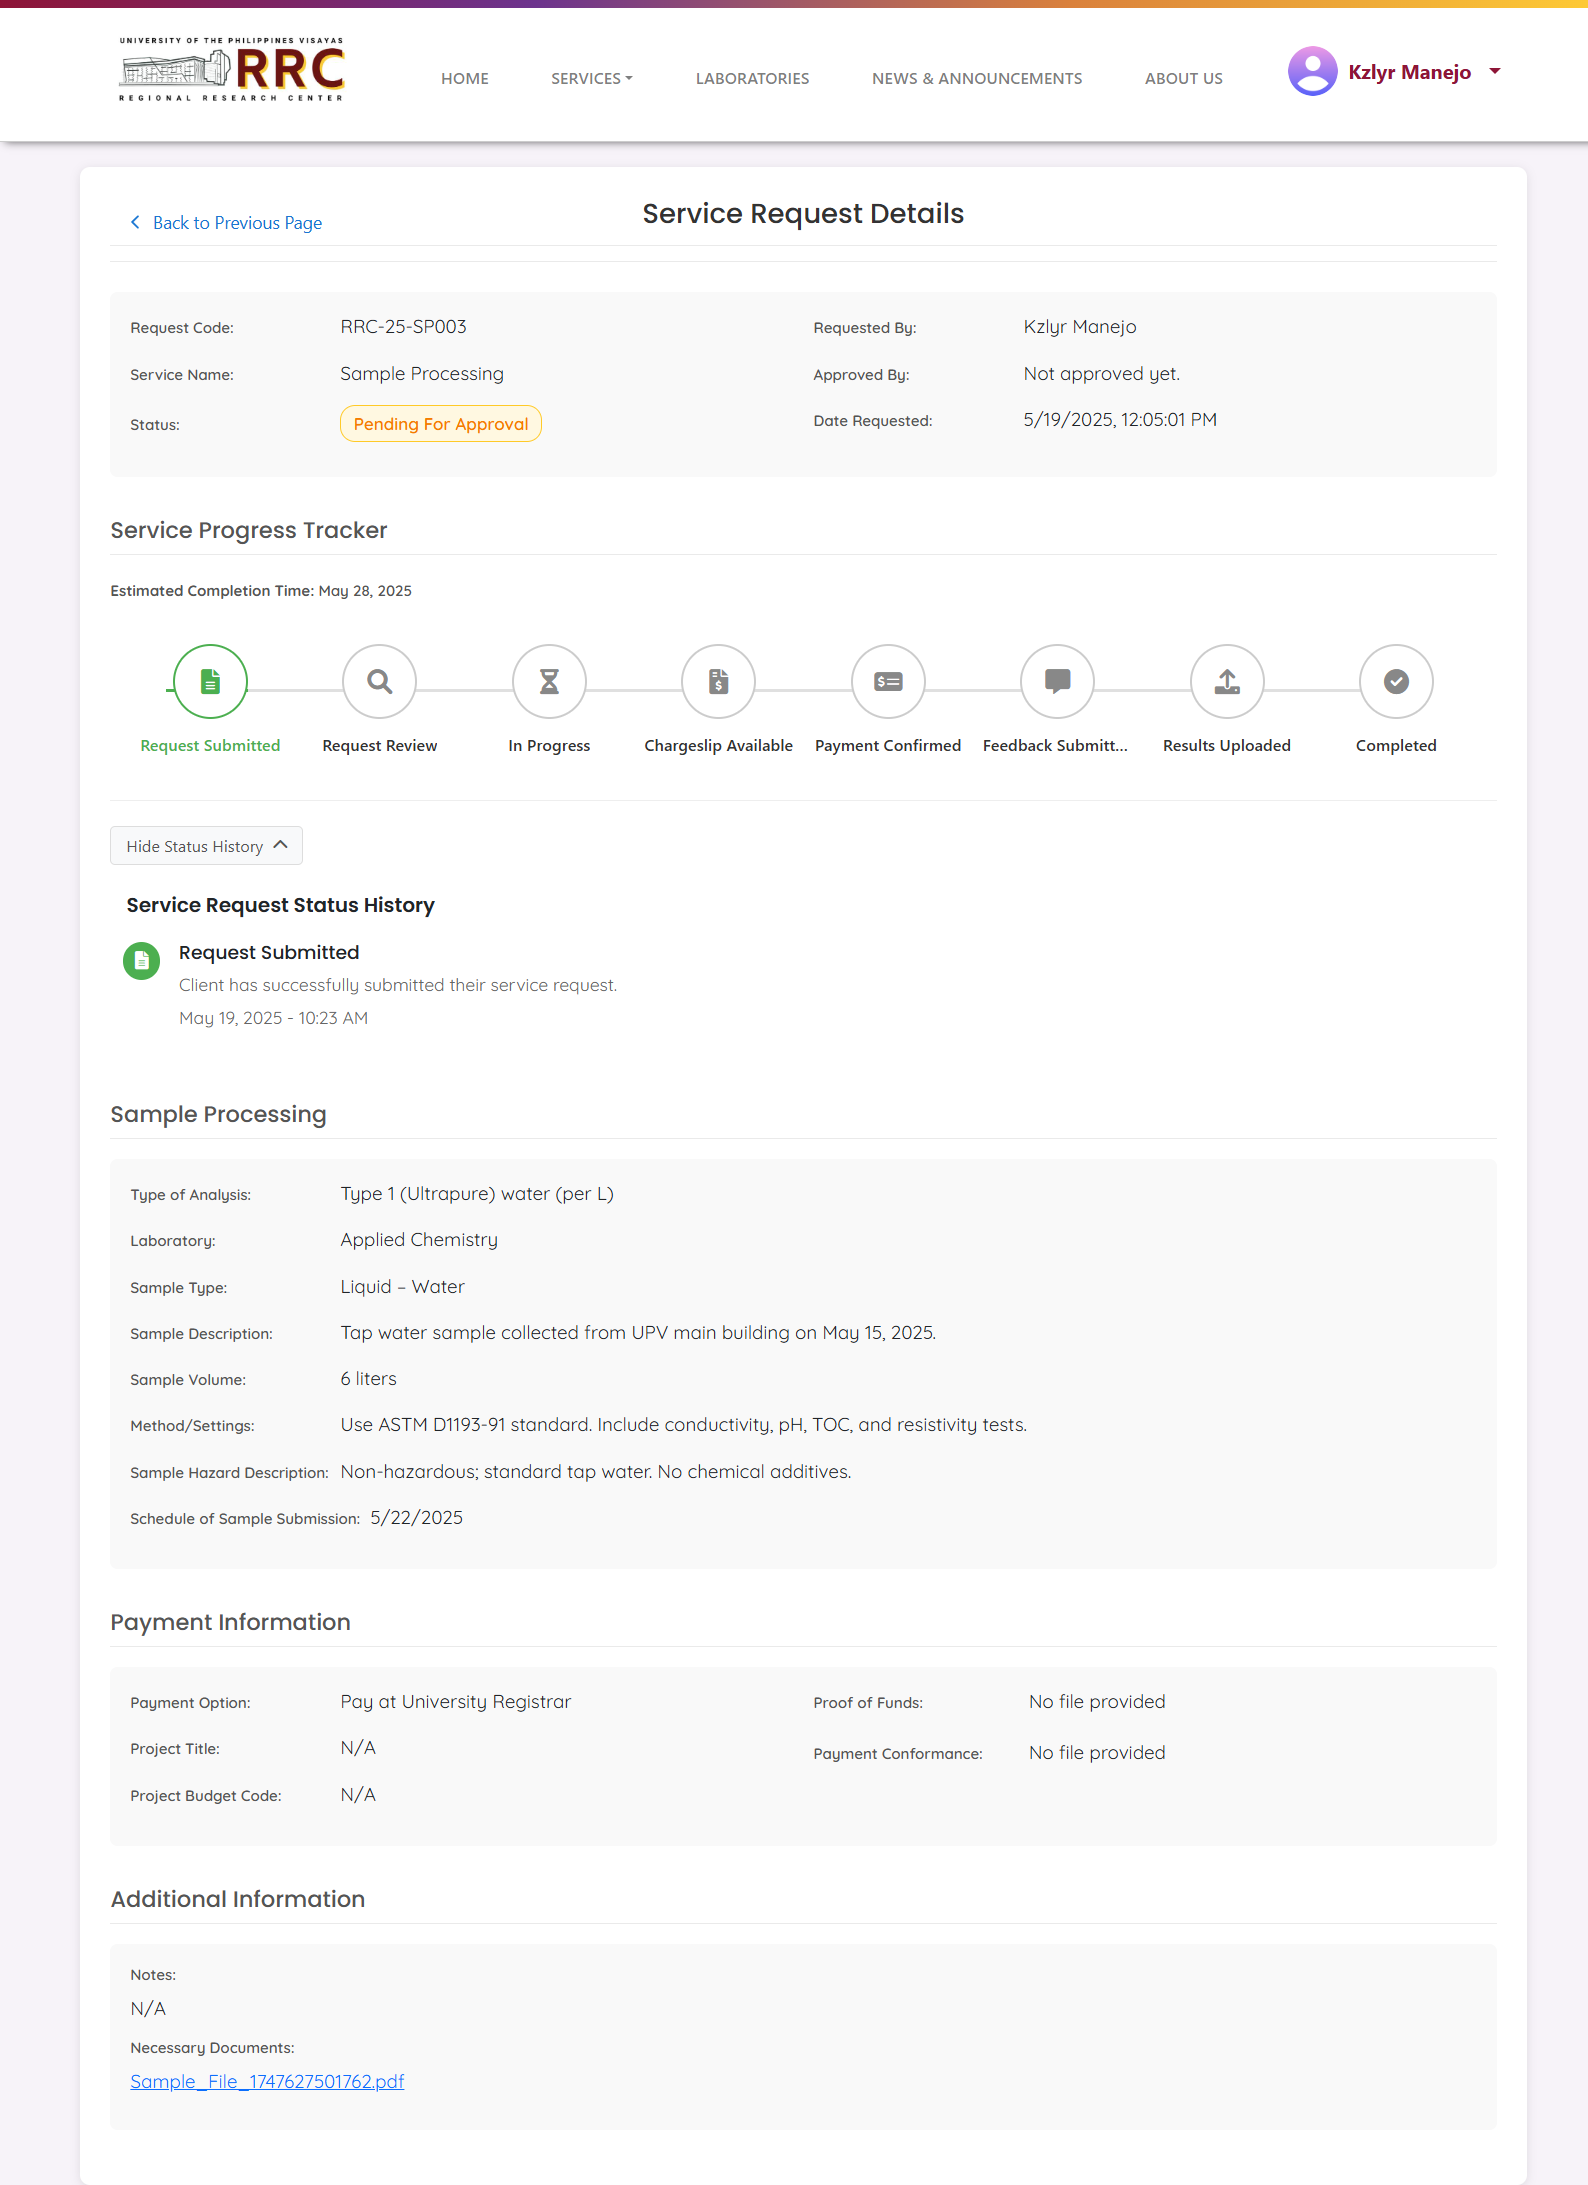 UNIVERSITY OF THE PHILIPPINES VISAYAS
RRC
REGIONAL RESEARCH CENTER
HOME
SERVICES
LABORATORIES
NEWS & ANNOUNCEMENTS
ABOUT US
Kzlyr Manejo
Back to Previous Page
Service Request Details
Request Code: RRC-25-SP003
Requested By: Kzlyr Manejo
Service Name: Sample Processing
Approved By: Not approved yet.
Status: Pending For Approval
Date Requested: 5/19/2025, 12:05:01 PM
Service Progress Tracker
Estimated Completion Time: May 28, 2025
Request Submitted
Request Review
In Progress
Chargeslip Available
Payment Confirmed
Feedback Submitt...
Results Uploaded
Completed
Hide Status History
Service Request Status History
Request Submitted
Client has successfully submitted their service request.
May 19, 2025 - 10:23 AM
Sample Processing
Type of Analysis: Type 1 (Ultrapure) water (per L)
Laboratory: Applied Chemistry
Sample Type: Liquid – Water
Sample Description: Tap water sample collected from UPV main building on May 15, 2025.
Sample Volume: 6 liters
Method/Settings: Use ASTM D1193-91 standard. Include conductivity, pH, TOC, and resistivity tests.
Sample Hazard Description: Non-hazardous; standard tap water. No chemical additives.
Schedule of Sample Submission: 5/22/2025
Payment Information
Payment Option: Pay at University Registrar
Proof of Funds: No file provided
Project Title: N/A
Payment Conformance: No file provided
Project Budget Code: N/A
Additional Information
Notes:
N/A
Necessary Documents:
Sample_File_1747627501762.pdf